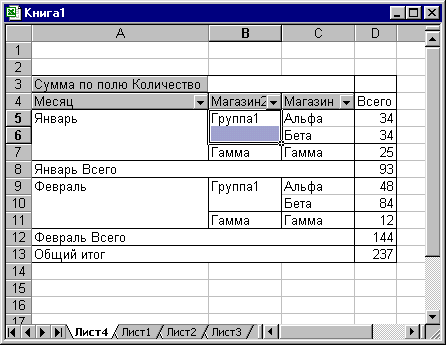 Книга1
A B C D
1
2
3 Сумма по полю Количество
4 Месяц Магазин2 Магазин Всего
5 Январь Группа1 Альфа 34
6 Бета 34
7 Гамма Гамма 25
8 Январь Всего 93
9 Февраль Группа1 Альфа 48
10 Бета 84
11 Гамма Гамма 12
12 Февраль Всего 144
13 Общий итог 237
14
15
16
17
Лист4 Лист1 Лист2 Лист3